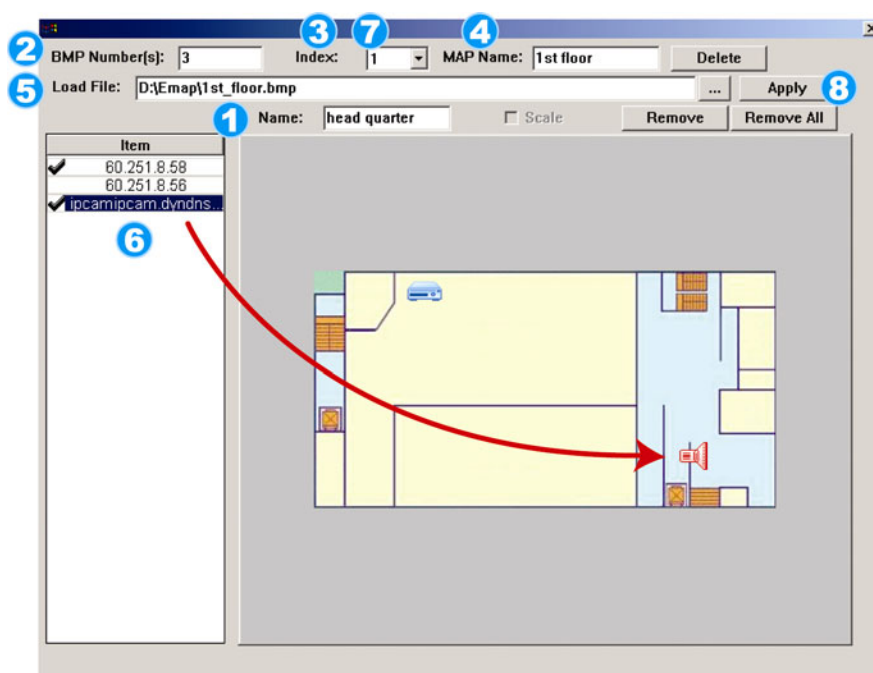 3 7 4
2 BMP Number(s): 3 Index: 1 MAP Name: 1st floor Delete
5 Load File: D:\Emap\1st_floor.bmp ... Apply 8
1 Name: head quarter Scale Remove Remove All
Item
60.251.8.58
60.251.8.56
ipcamipcam.dyndns...
6